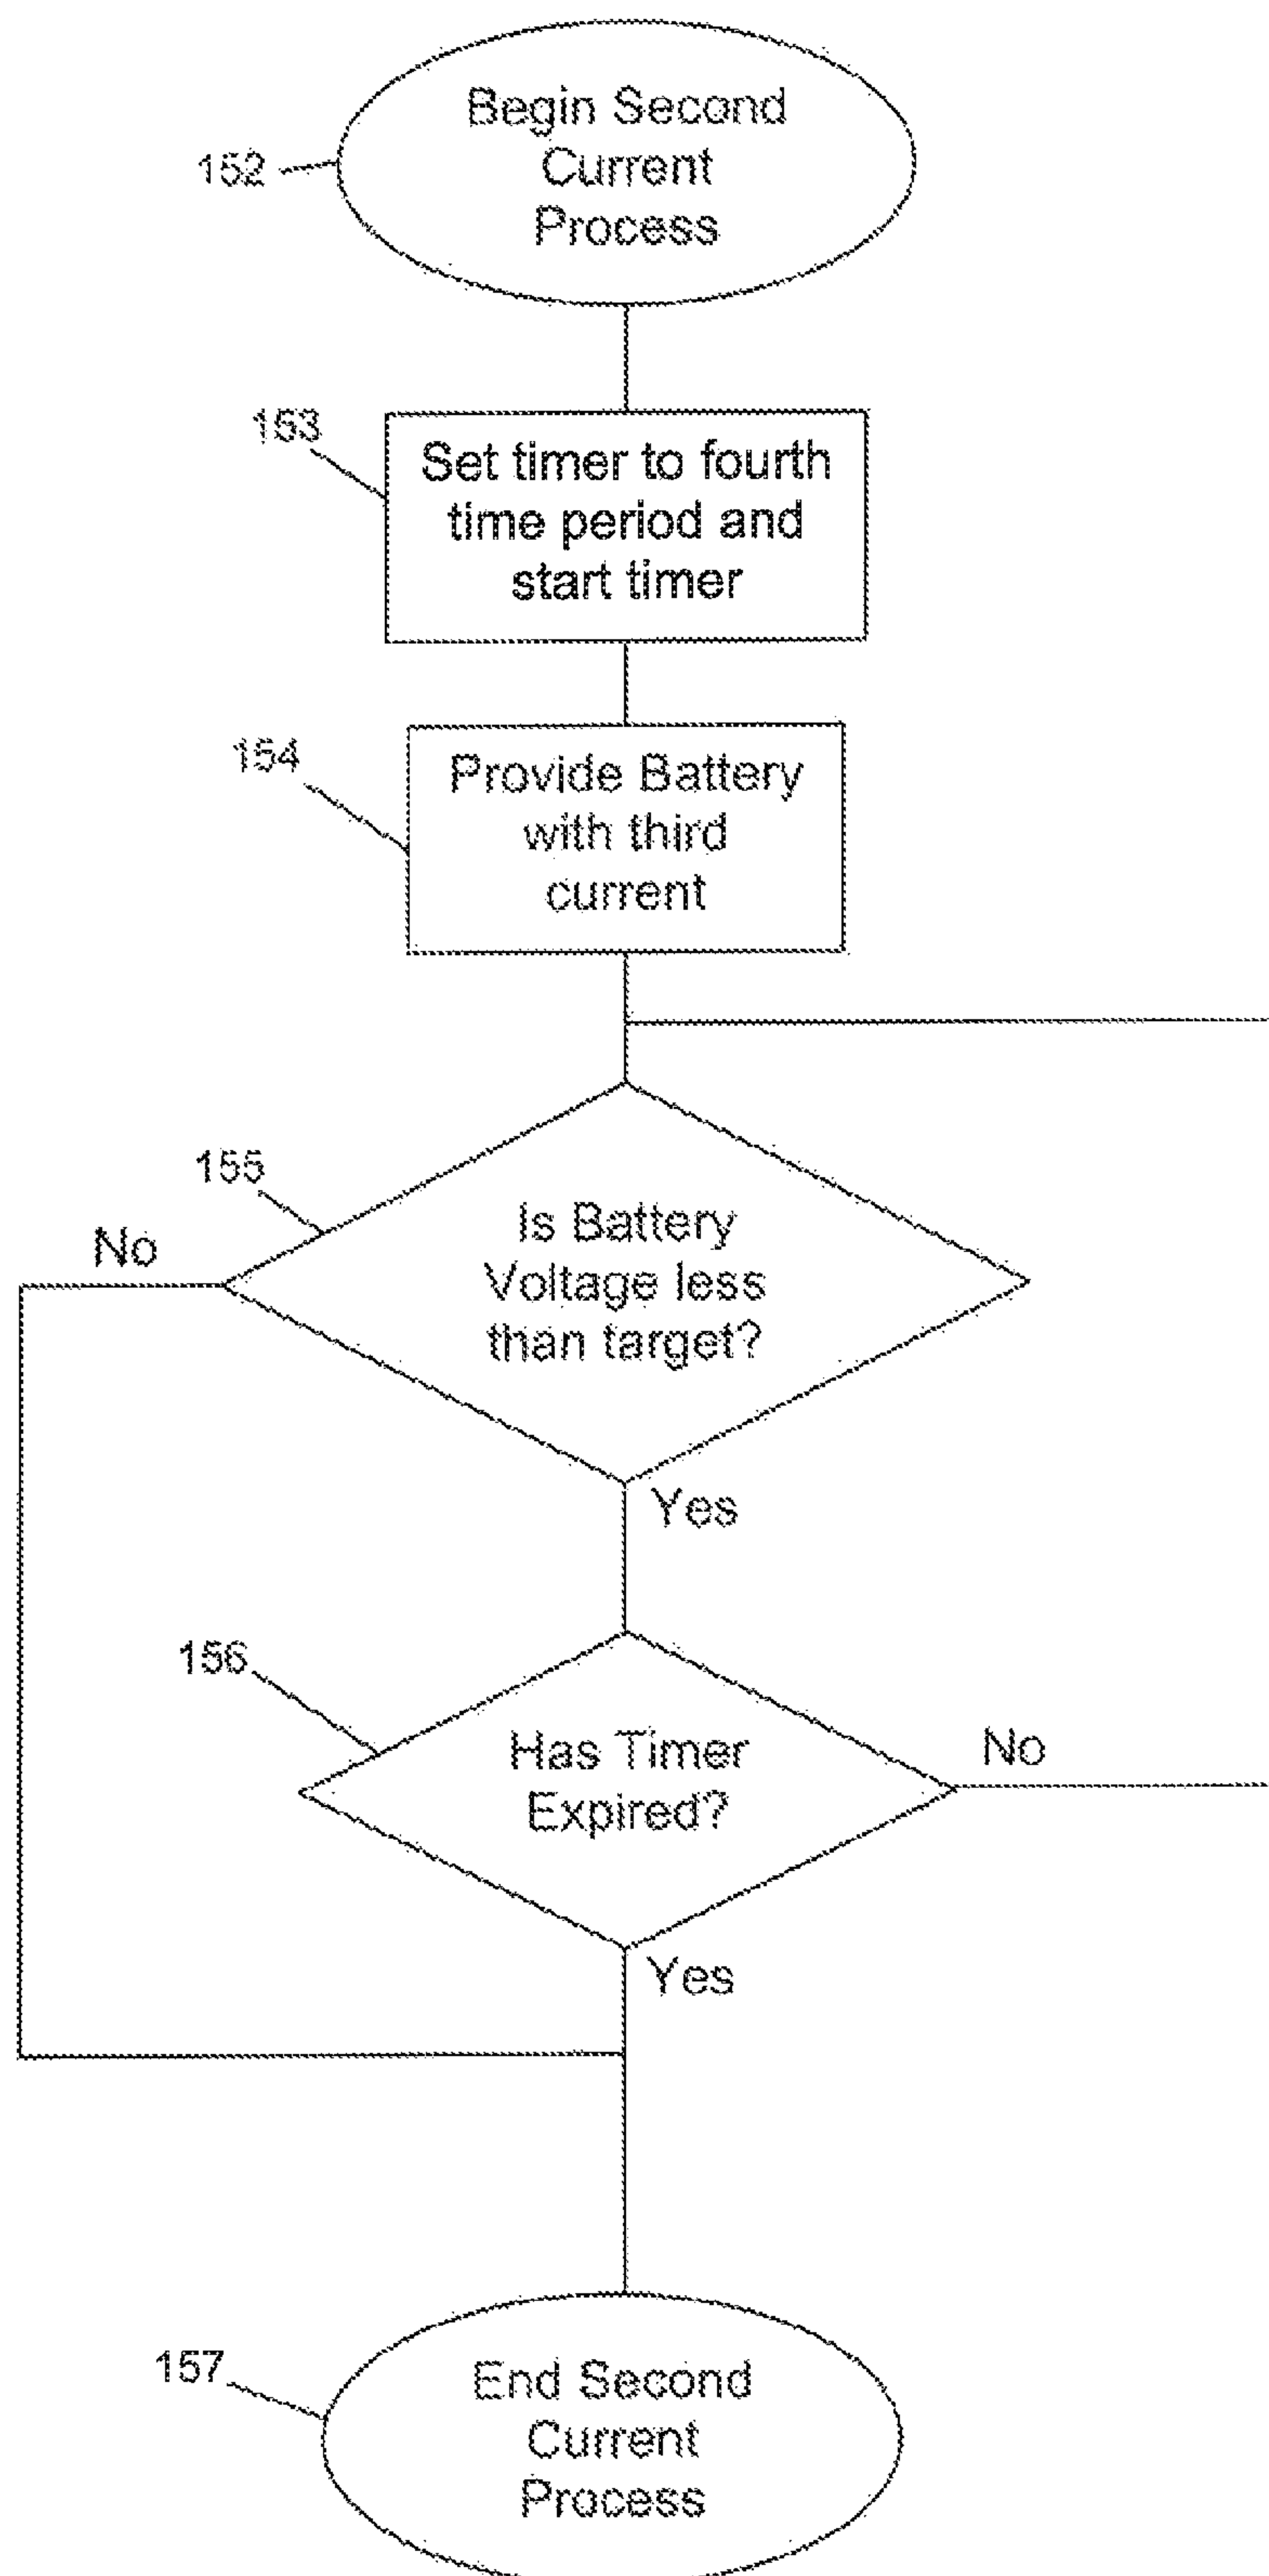 Begin Second
Current
Process
152
153
Set timer to fourth
time period and
start timer
154
Provide Battery
with third
current
155
No
Is Battery
Voltage less
than target?
Yes
156
Has Timer
Expired?
No
Yes
157
End Second
Current
Process